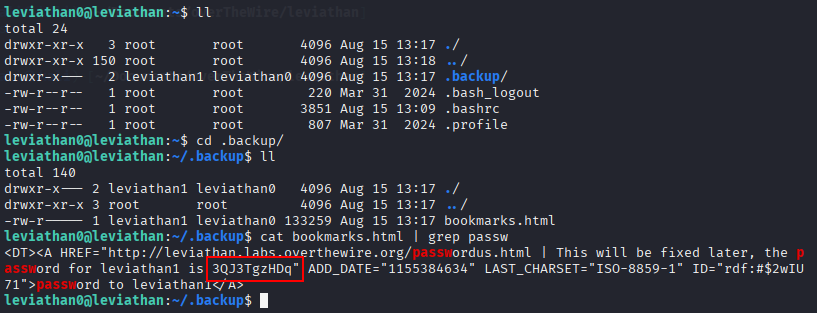 leviathan0@leviathan:~$ ll
total 24
drwxr-xr-x   3 root       root       4096 Aug 15 13:17 ./
drwxr-xr-x 150 root       root       4096 Aug 15 13:18 ../
drwxr-x---   2 leviathan1 leviathan0 4096 Aug 15 13:17 .backup/
-rw-r--r--   1 root       root        220 Mar 31  2024 .bash_logout
-rw-r--r--   1 root       root       3851 Aug 15 13:09 .bashrc
-rw-r--r--   1 root       root        807 Mar 31  2024 .profile
leviathan0@leviathan:~$ cd .backup/
leviathan0@leviathan:~/.backup$ ll
total 140
drwxr-x--- 2 leviathan1 leviathan0   4096 Aug 15 13:17 ./
drwxr-xr-x 3 root       root         4096 Aug 15 13:17 ../
-rw-r----- 1 leviathan1 leviathan0 133259 Aug 15 13:17 bookmarks.html
leviathan0@leviathan:~/.backup$ cat bookmarks.html | grep passw
<DT><A HREF="http://leviathan.labs.overthewire.org/passwordus.html | This will be fixed later, the p
assword for leviathan1 is 3QJ3TgzHDq" ADD_DATE="1155384634" LAST_CHARSET="ISO-8859-1" ID="rdf:#$2wIU
71">password to leviathan1</A>
leviathan0@leviathan:~/.backup$